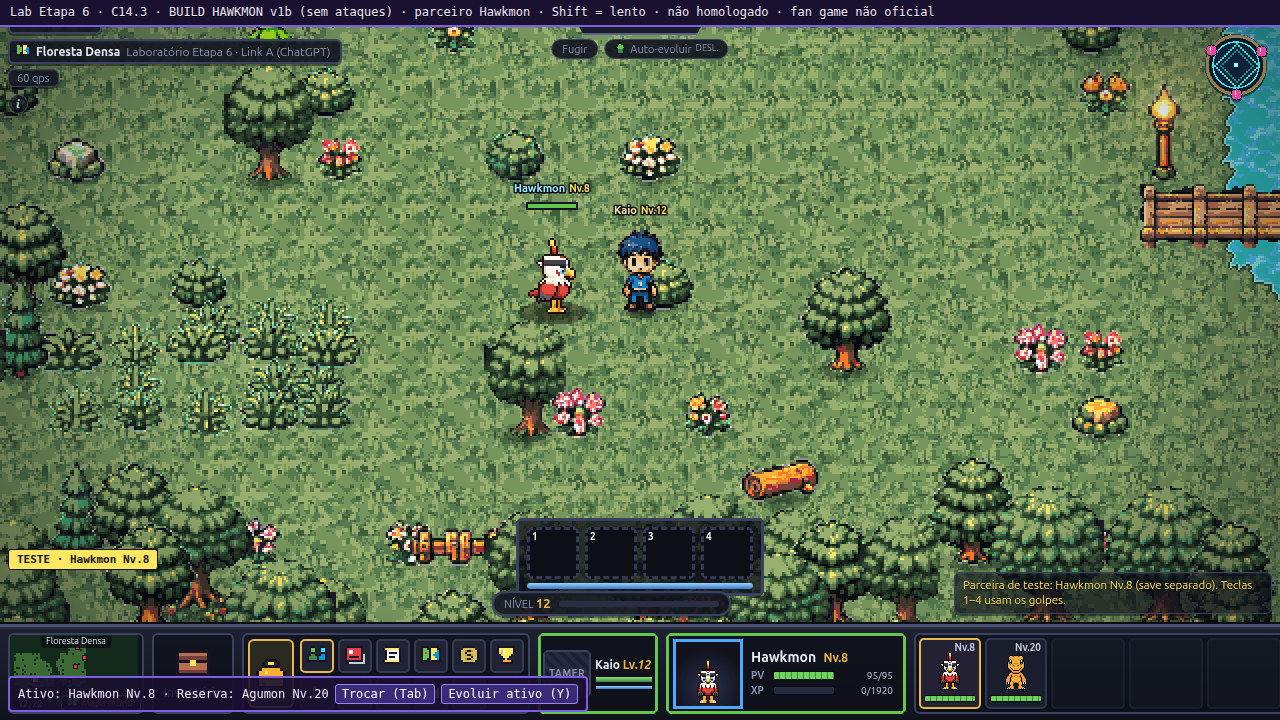 Lab Etapa 6 · C14.3 · BUILD HAWKMON v1b (sem ataques) · parceiro Hawkmon · Shift = lento · não homologado · fan game não oficial
Floresta Densa Laboratório Etapa 6 · Link A (ChatGPT)
Fugir
Auto-evoluir DESL.
60 qps
i
Hawkmon Nv.8
Kaio Nv.12
TESTE · Hawkmon Nv.8
1 2 3 4
NÍVEL 12
Parceira de teste: Hawkmon Nv.8 (save separado). Teclas
1–4 usam os golpes.
Floresta Densa
TAMER
Kaio Lv.12
Hawkmon Nv.8
PV 95/95
XP 0/1920
Nv.8
Nv.20
Ativo: Hawkmon Nv.8 · Reserva: Agumon Nv.20 Trocar (Tab) Evoluir ativo (Y)